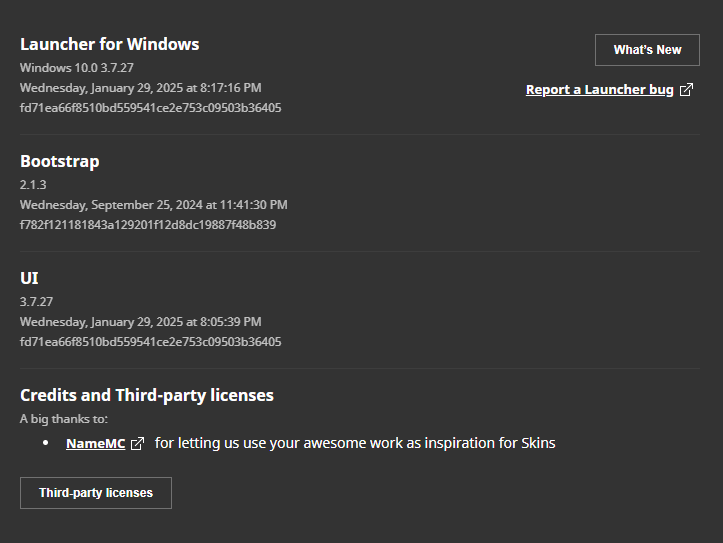 Launcher for Windows
What's New
Windows 10.0 3.7.27
Wednesday, January 29, 2025 at 8:17:16 PM
Report a Launcher bug
fd71ea66f8510bd559541ce2e753c09503b36405
Bootstrap
2.1.3
Wednesday, September 25, 2024 at 11:41:30 PM
f782f121181843a129201f12d8dc19887f48b839
UI
3.7.27
Wednesday, January 29, 2025 at 8:05:39 PM
fd71ea66f8510bd559541ce2e753c09503b36405
Credits and Third-party licenses
A big thanks to:
• NameMC for letting us use your awesome work as inspiration for Skins
Third-party licenses